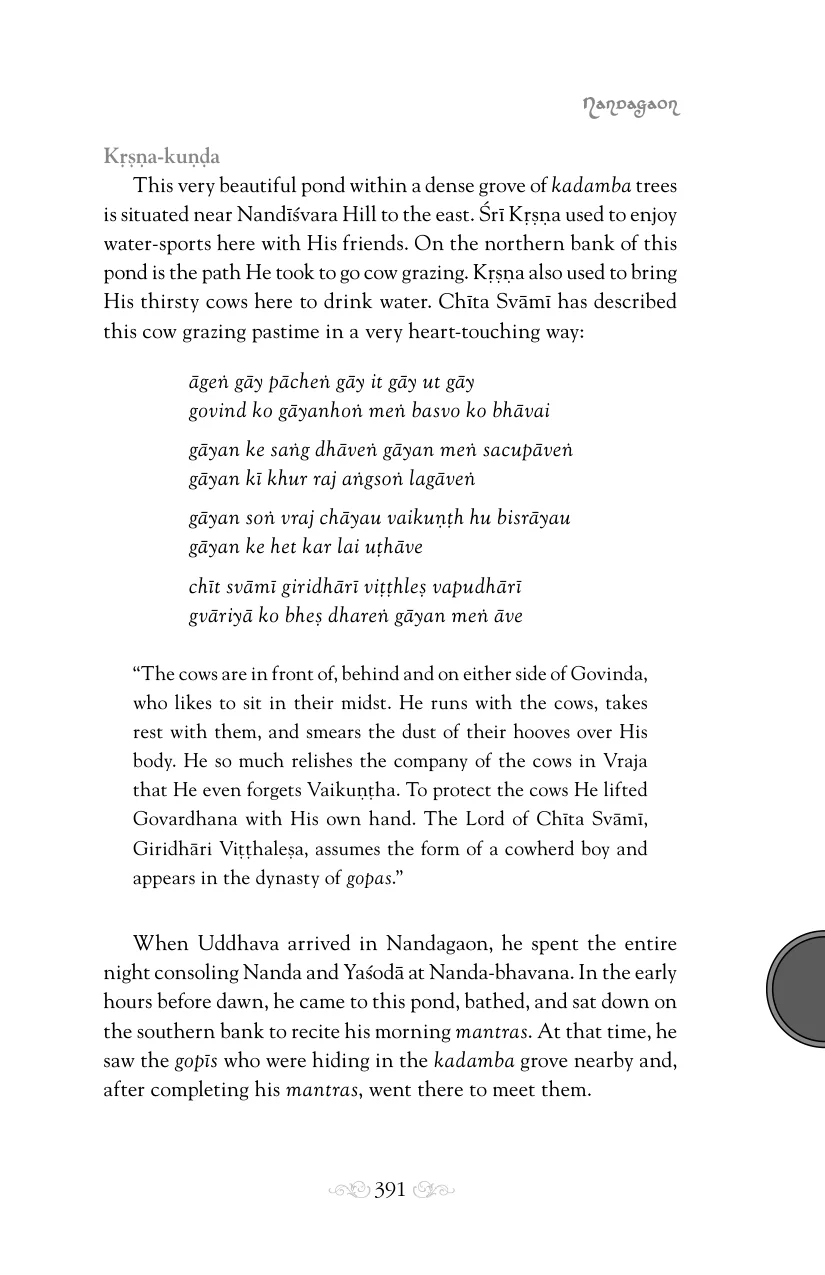 Nandagaon
Kṛṣṇa-kuṇḍa
This very beautiful pond within a dense grove of kadamba trees
is situated near Nandīśvara Hill to the east. Śrī Kṛṣṇa used to enjoy
water-sports here with His friends. On the northern bank of this
pond is the path He took to go cow grazing. Kṛṣṇa also used to bring
His thirsty cows here to drink water. Chīta Svāmī has described
this cow grazing pastime in a very heart-touching way:
āgeṅ gāy pācheṅ gāy it gāy ut gāy
govind ko gāyanhoṅ meṅ basvo ko bhāvai
gāyan ke saṅg dhāveṅ gāyan meṅ sacupāveṅ
gāyan kī khur raj aṅgsoṅ lagāveṅ
gāyan soṅ vraj chāyau vaikuṇṭh hu bisrāyau
gāyan ke het kar lai uṭhāve
chīt svāmī giridhārī viṭṭhleṣ vapudhārī
gvāriyā ko bheṣ dhareṅ gāyan meṅ āve
“The cows are in front of, behind and on either side of Govinda,
who likes to sit in their midst. He runs with the cows, takes
rest with them, and smears the dust of their hooves over His
body. He so much relishes the company of the cows in Vraja
that He even forgets Vaikuṇṭha. To protect the cows He lifted
Govardhana with His own hand. The Lord of Chīta Svāmī,
Giridhāri Viṭṭhaleṣa, assumes the form of a cowherd boy and
appears in the dynasty of gopas.”
When Uddhava arrived in Nandagaon, he spent the entire
night consoling Nanda and Yaśodā at Nanda-bhavana. In the early
hours before dawn, he came to this pond, bathed, and sat down on
the southern bank to recite his morning mantras. At that time, he
saw the gopīs who were hiding in the kadamba grove nearby and,
after completing his mantras, went there to meet them.
391